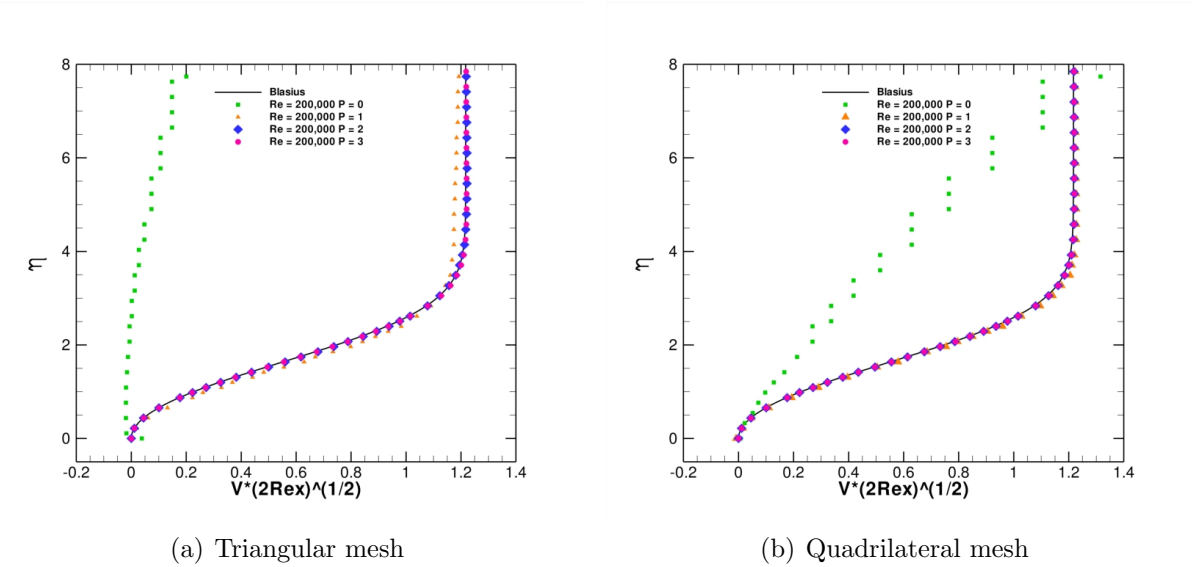 8
6
4
2
0
η
Blasius
Re = 200,000 P = 0
Re = 200,000 P = 1
Re = 200,000 P = 2
Re = 200,000 P = 3
-0.2 0 0.2 0.4 0.6 0.8 1 1.2 1.4
V*(2Rex)^(1/2)
(a) Triangular mesh
8
6
4
2
0
η
Blasius
Re = 200,000 P = 0
Re = 200,000 P = 1
Re = 200,000 P = 2
Re = 200,000 P = 3
-0.2 0 0.2 0.4 0.6 0.8 1 1.2 1.4
V*(2Rex)^(1/2)
(b) Quadrilateral mesh